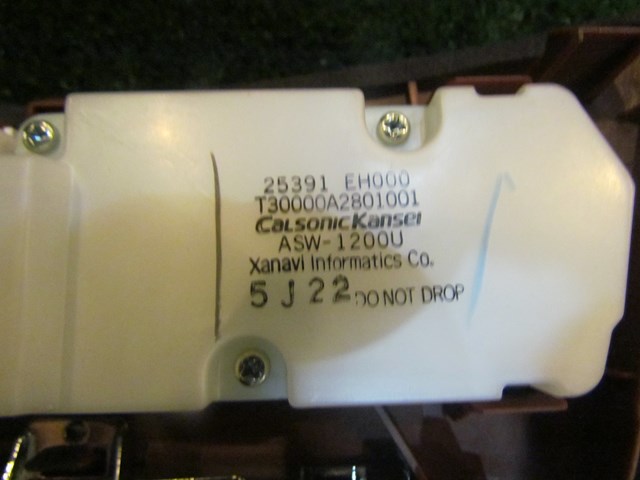 25391 EH000
T30000A2801001
CalsonicKansei
ASW-1200U
Xanavi Informatics Co.
5 J 22 DO NOT DROP